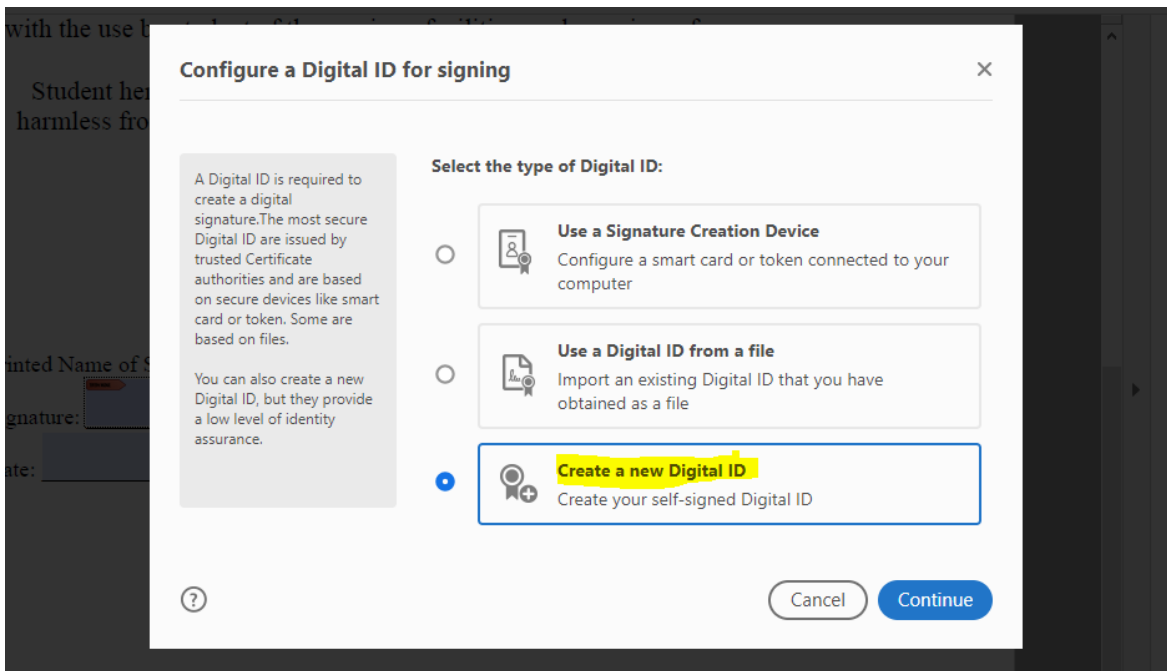 with the use b
Configure a Digital ID for signing
Student her
harmless fro
A Digital ID is required to
create a digital
signature.The most secure
Digital ID are issued by
trusted Certificate
authorities and are based
on secure devices like smart
card or token. Some are
based on files.
You can also create a new
Digital ID, but they provide
a low level of identity
assurance.
Select the type of Digital ID:
Use a Signature Creation Device
Configure a smart card or token connected to your
computer
Use a Digital ID from a file
Import an existing Digital ID that you have
obtained as a file
Create a new Digital ID
Create your self-signed Digital ID
inted Name of S
gnature:
ate:
Cancel
Continue